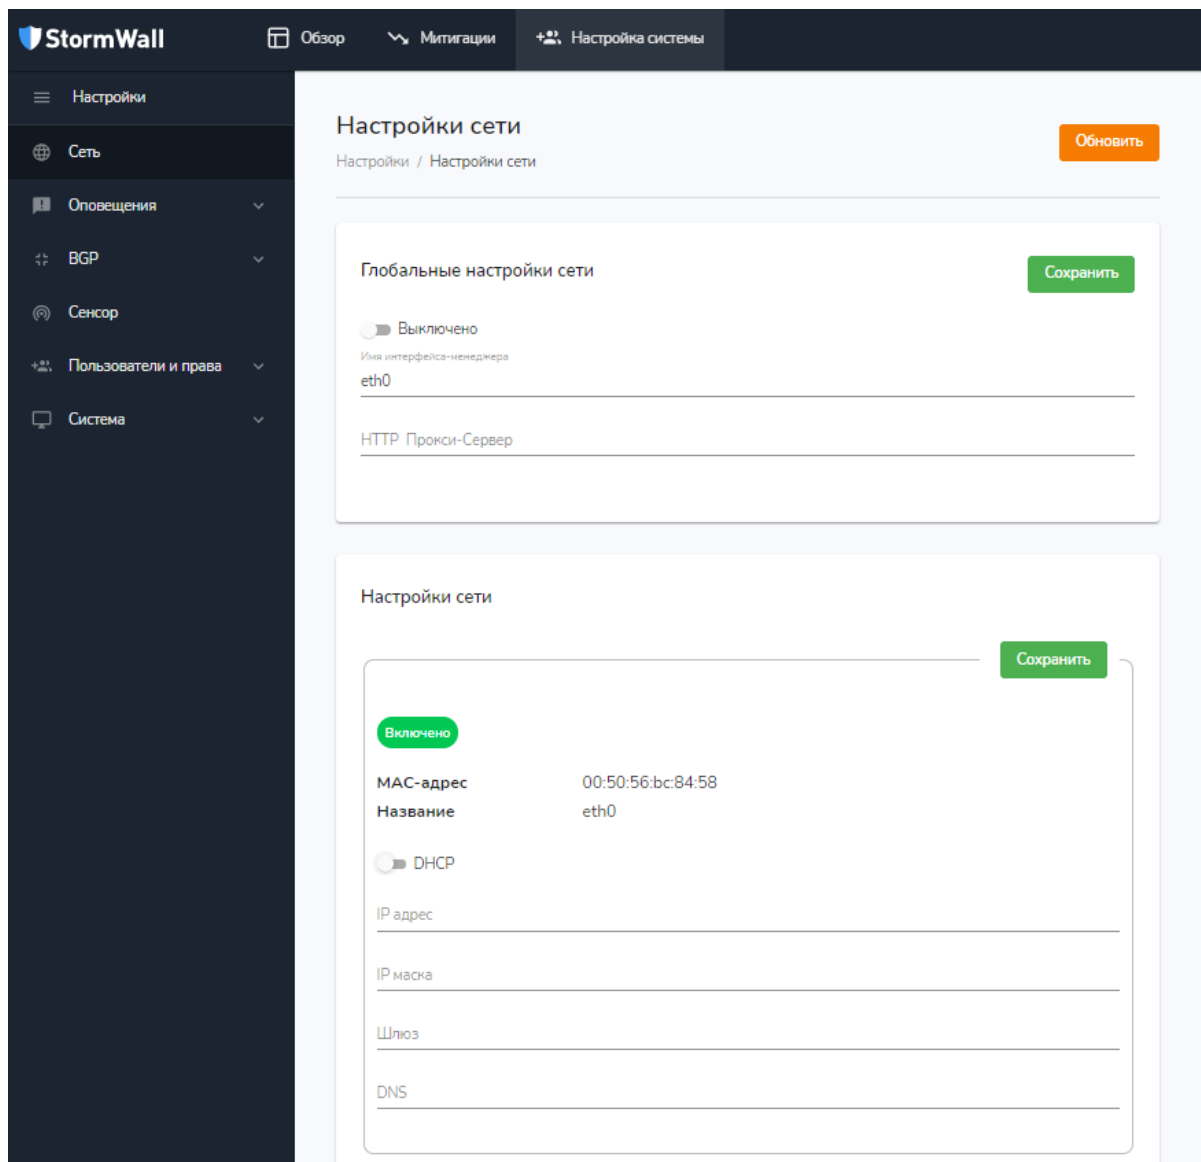 StormWall
Обзор
Митигации
Настройка системы
Настройки
Сеть
Оповещения
BGP
Сенсор
Пользователи и права
Система
Настройки сети
Настройки / Настройки сети
Обновить
Глобальные настройки сети
Сохранить
Выключено
Имя интерфейса-менеджера
eth0
HTTP Прокси-Сервер
Настройки сети
Сохранить
Включено
MAC-адрес 00:50:56:bc:84:58
Название eth0
DHCP
IP адрес
IP маска
Шлюз
DNS